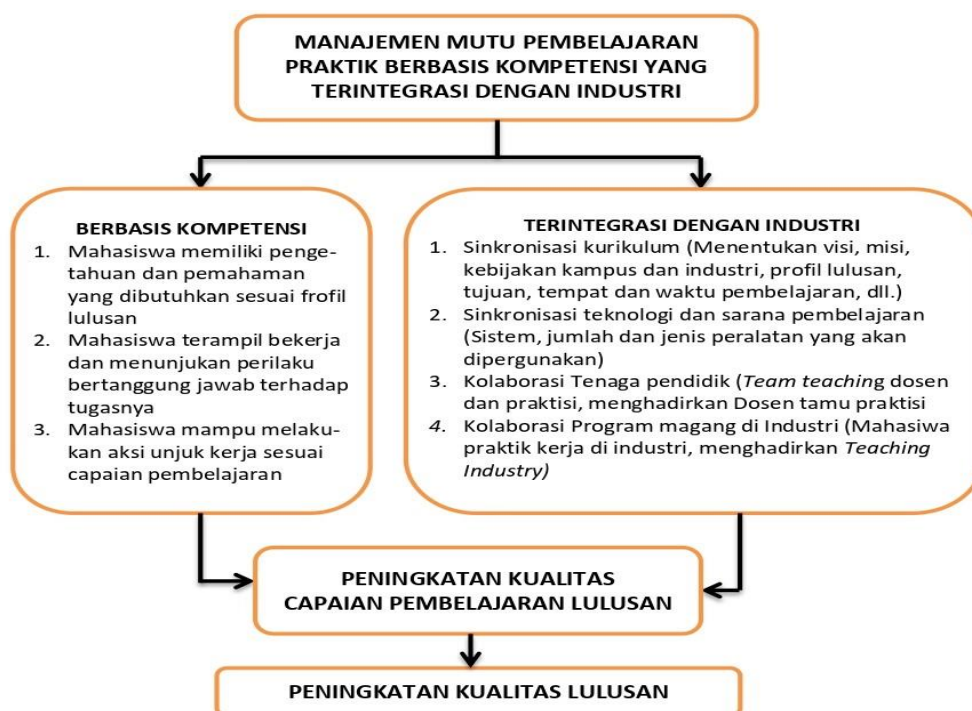 MANAJEMEN MUTU PEMBELAJARAN
PRAKTIK BERBASIS KOMPETENSI YANG
TERINTEGRASI DENGAN INDUSTRI
BERBASIS KOMPETENSI
1. Mahasiswa memiliki penge-
tahuan dan pemahaman
yang dibutuhkan sesuai frofil
lulusan
2. Mahasiswa terampil bekerja
dan menunjukan perilaku
bertanggung jawab terhadap
tugasnya
3. Mahasiswa mampu melaku-
kan aksi unjuk kerja sesuai
capaian pembelajaran
TERINTEGRASI DENGAN INDUSTRI
1. Sinkronisasi kurikulum (Menentukan visi, misi,
kebijakan kampus dan industri, profil lulusan,
tujuan, tempat dan waktu pembelajaran, dll.)
2. Sinkronisasi teknologi dan sarana pembelajaran
(Sistem, jumlah dan jenis peralatan yang akan
dipergunakan)
3. Kolaborasi Tenaga pendidik (Team teaching dosen
dan praktisi, menghadirkan Dosen tamu praktisi
4. Kolaborasi Program magang di Industri (Mahasiwa
praktik kerja di industri, menghadirkan Teaching
Industry)
PENINGKATAN KUALITAS
CAPAIAN PEMBELAJARAN LULUSAN
PENINGKATAN KUALITAS LULUSAN